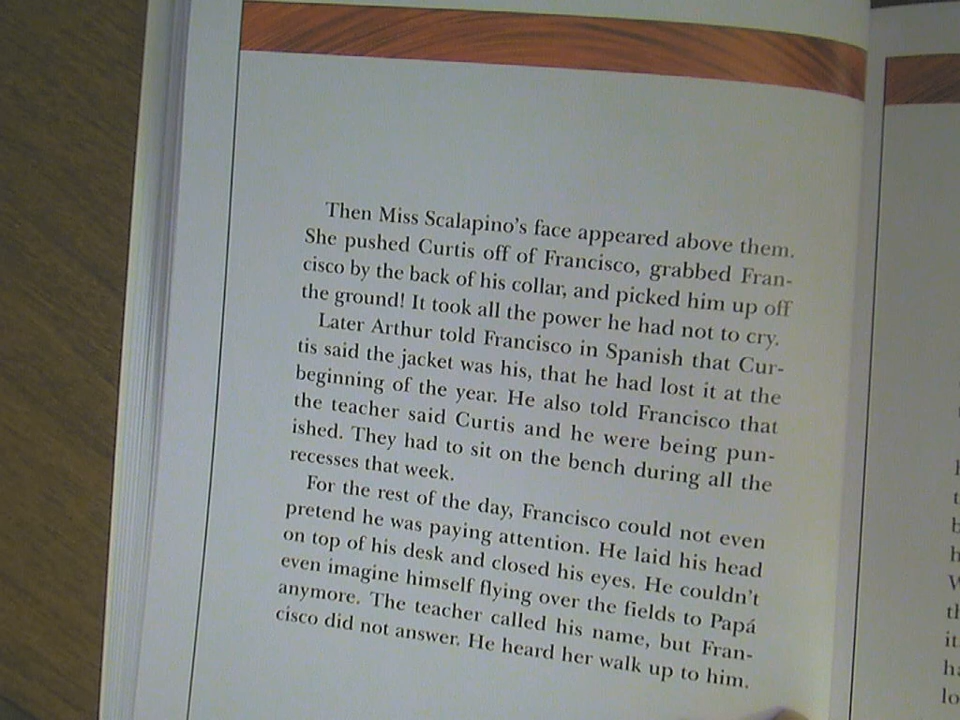 Then Miss Scalapino's face appeared above them.
She pushed Curtis off of Francisco, grabbed Fran-
cisco by the back of his collar, and picked him up off
the ground! It took all the power he had not to cry.
Later Arthur told Francisco in Spanish that Cur-
tis said the jacket was his, that he had lost it at the
beginning of the year. He also told Francisco that
the teacher said Curtis and he were being pun-
ished. They had to sit on the bench during all the
recesses that week.
For the rest of the day, Francisco could not even
pretend he was paying attention. He laid his head
on top of his desk and closed his eyes. He couldn't
even imagine himself flying over the fields to Papá
anymore. The teacher called his name, but Fran-
cisco did not answer. He heard her walk up to him.